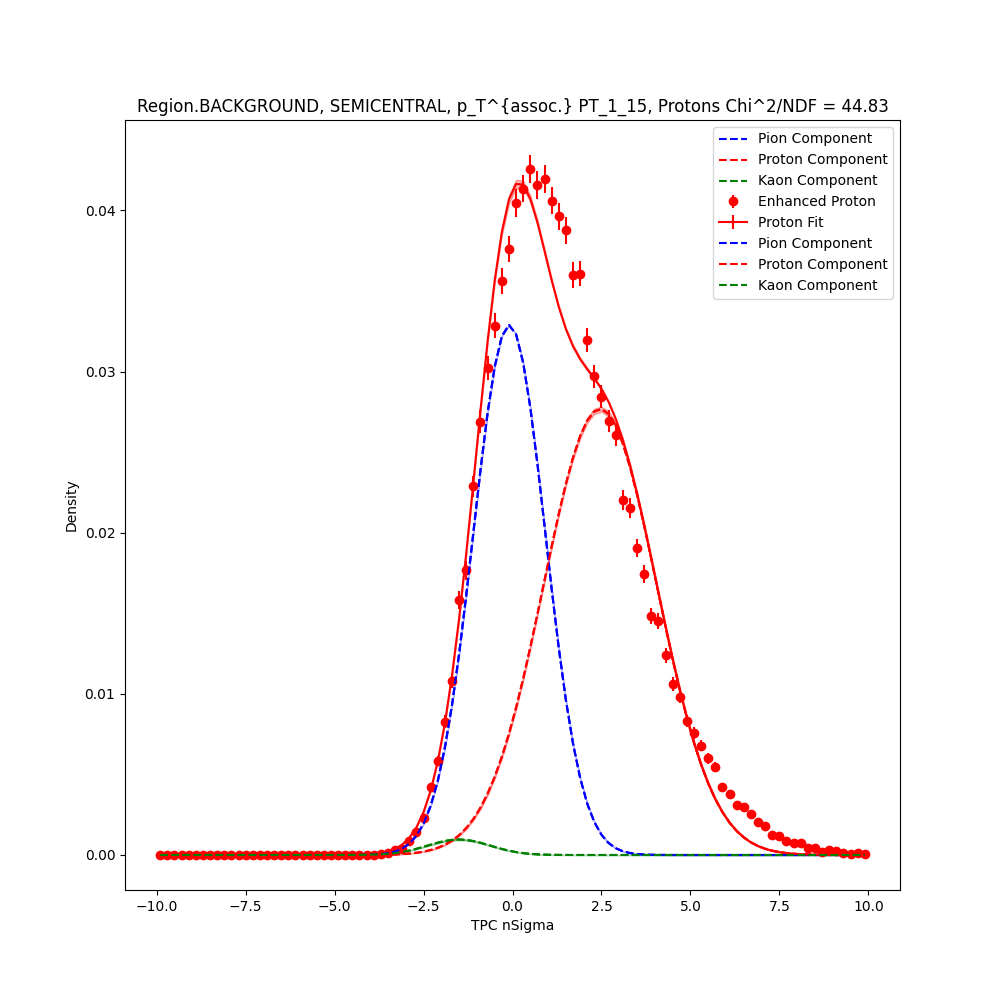 Region.BACKGROUND, SEMICENTRAL, p_T^{assoc.} PT_1_15, Protons Chi^2/NDF = 44.83
Pion Component
Proton Component
Kaon Component
Enhanced Proton
Proton Fit
Pion Component
Proton Component
Kaon Component
0.04
0.03
0.02
0.01
0.00
Density
−10.0 −7.5 −5.0 −2.5 0.0 2.5 5.0 7.5 10.0
TPC nSigma